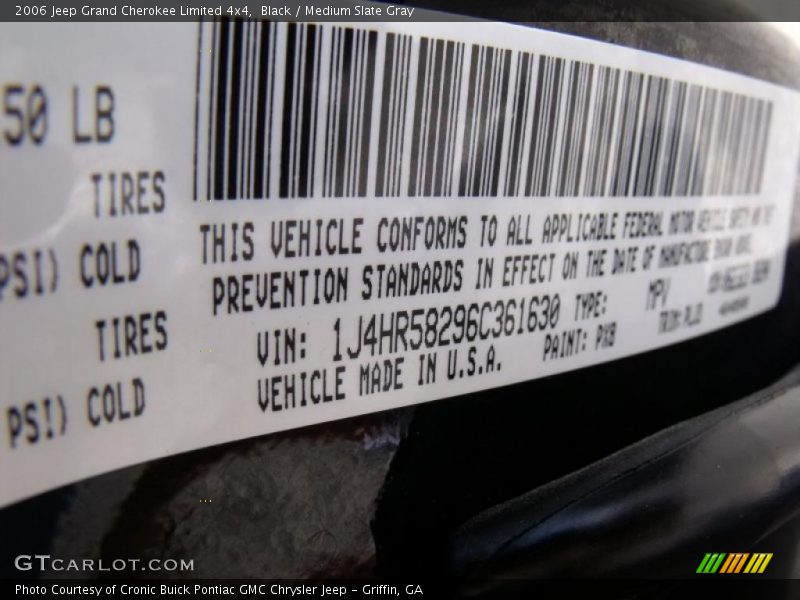 2006 Jeep Grand Cherokee Limited 4x4,  Black / Medium Slate Gray
50 LB
TIRES
PSI) COLD
TIRES
PSI) COLD
THIS VEHICLE CONFORMS TO ALL APPLICABLE FEDERAL MOTOR VEHICLE SAFETY AND THEFT
PREVENTION STANDARDS IN EFFECT ON THE DATE OF MANUFACTURE SHOWN ABOVE.
VIN: 1J4HR58296C361630 TYPE: MPV
VEHICLE MADE IN U.S.A. PAINT: PXB TRIM:
GTCARLOT.COM
Photo Courtesy of Cronic Buick Pontiac GMC Chrysler Jeep - Griffin, GA